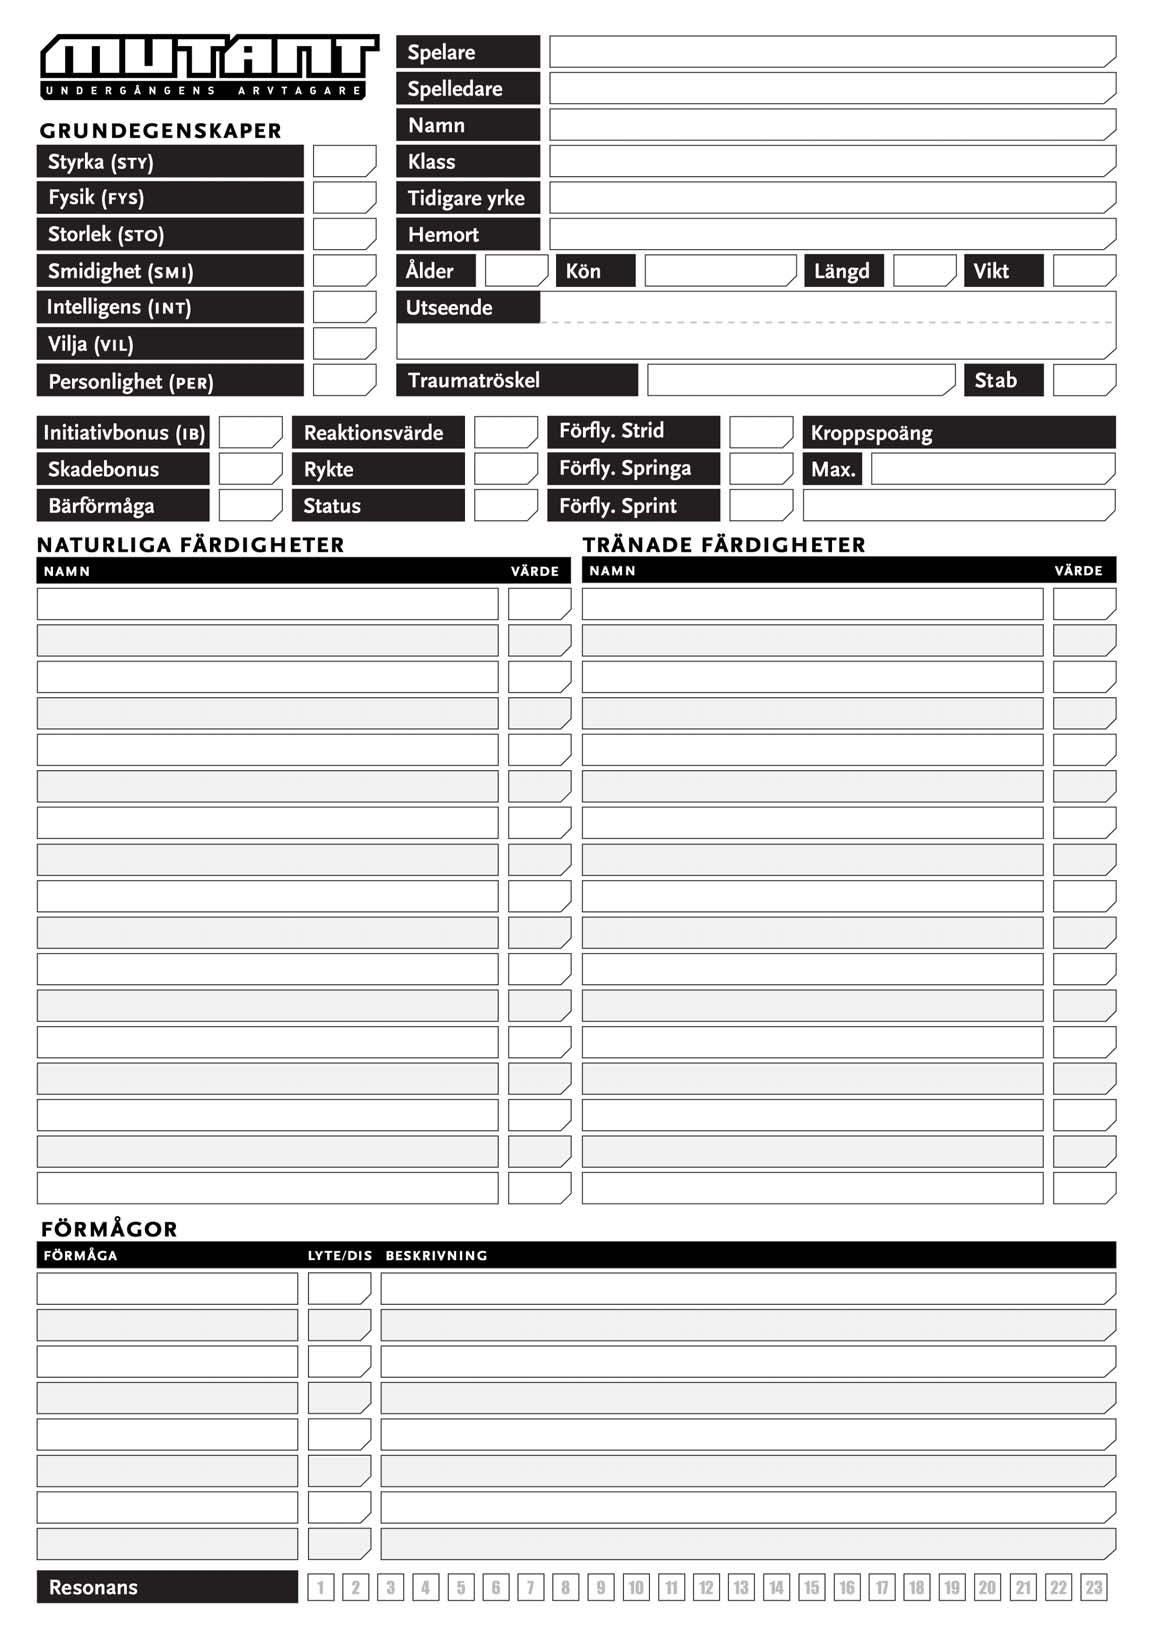 MUTANT
UNDERGÅNGENS ARVTAGARE
GRUNDEGENSKAPER
Styrka (STY)
Fysik (FYS)
Storlek (STO)
Smidighet (SMI)
Intelligens (INT)
Vilja (VIL)
Personlighet (PER)
Spelare
Spelledare
Namn
Klass
Tidigare yrke
Hemort
Ålder Kön Längd Vikt
Utseende
Traumatröskel Stab
Initiativbonus (IB) Reaktionsvärde Förfly. Strid Kroppspoäng
Skadebonus Rykte Förfly. Springa Max.
Bärförmåga Status Förfly. Sprint
NATURLIGA FÄRDIGHETER
NAMN VÄRDE
TRÄNADE FÄRDIGHETER
NAMN VÄRDE
FÖRMÅGOR
FÖRMÅGA LYTE/DIS BESKRIVNING
Resonans 1 2 3 4 5 6 7 8 9 10 11 12 13 14 15 16 17 18 19 20 21 22 23